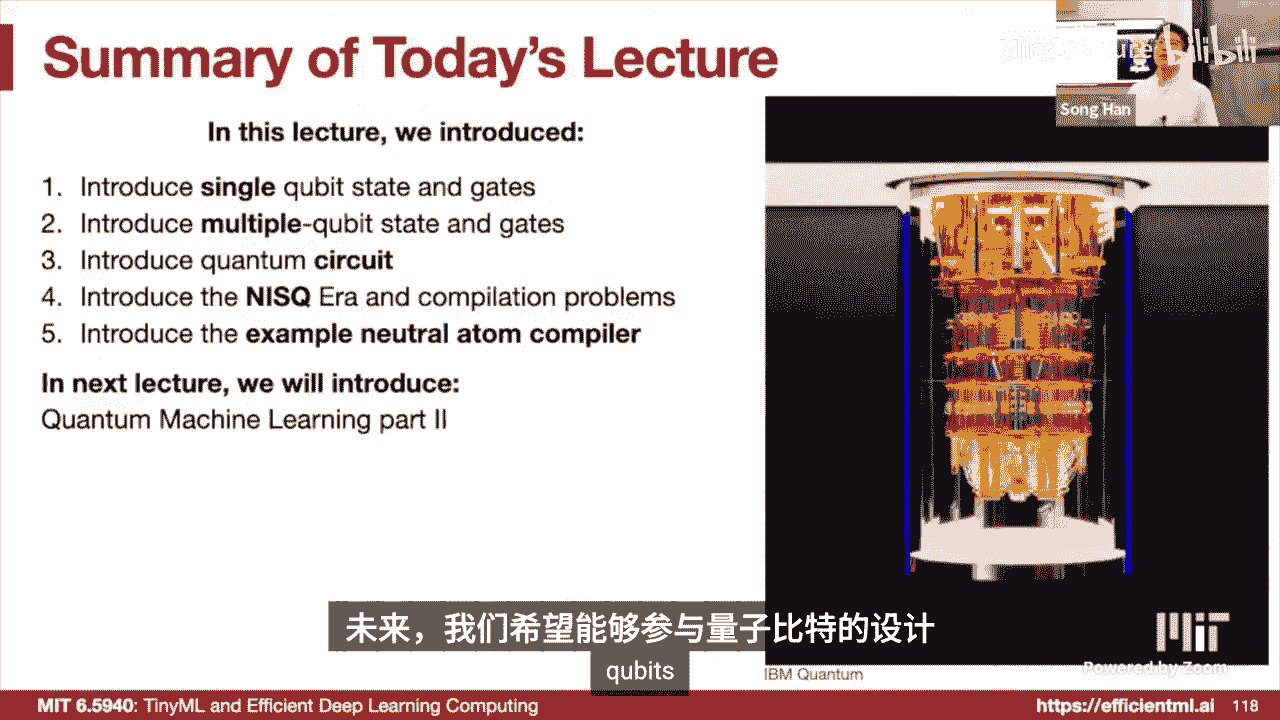 Summary of Today's Lecture
bilibili
Song Han
In this lecture, we introduced:
1. Introduce single qubit state and gates
2. Introduce multiple-qubit state and gates
3. Introduce quantum circuit
4. Introduce the NISQ Era and compilation problems
5. Introduce the example neutral atom compiler
In next lecture, we will introduce:
Quantum Machine Learning part II
未来，我们希望能够参与量子比特的设计
qubits
MIT
Powered by Zoom
IBM Quantum
MIT 6.5940: TinyML and Efficient Deep Learning Computing
https://efficientml.ai
118